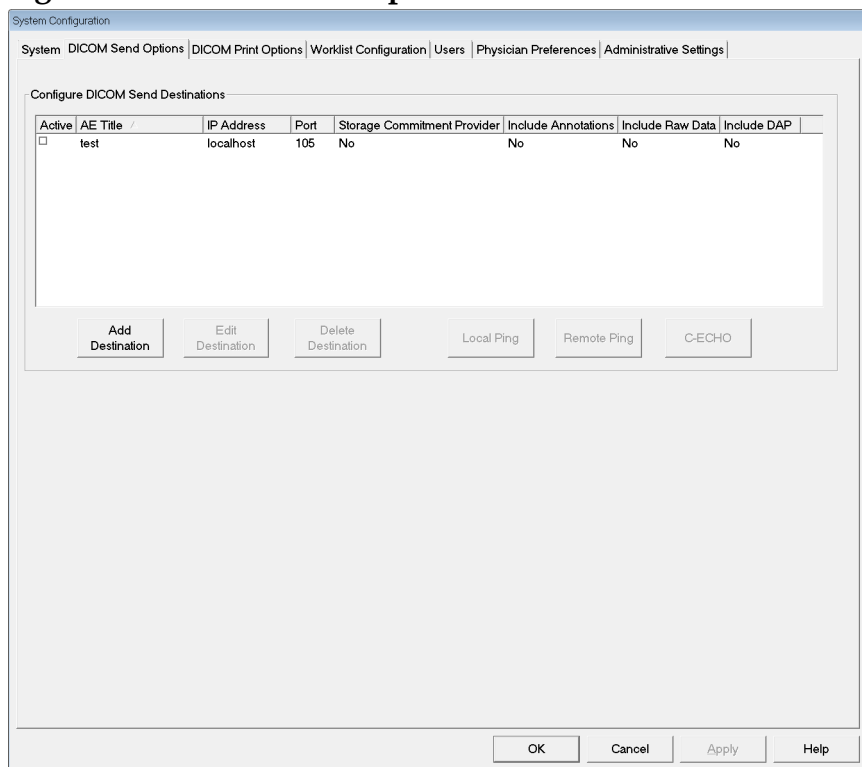 System Configuration
System DICOM Send Options DICOM Print Options Worklist Configuration Users Physician Preferences Administrative Settings
Configure DICOM Send Destinations
Active AE Title IP Address Port Storage Commitment Provider Include Annotations Include Raw Data Include DAP
test localhost 105 No No No No
Add Destination Edit Destination Delete Destination Local Ping Remote Ping C-ECHO
OK Cancel Apply Help